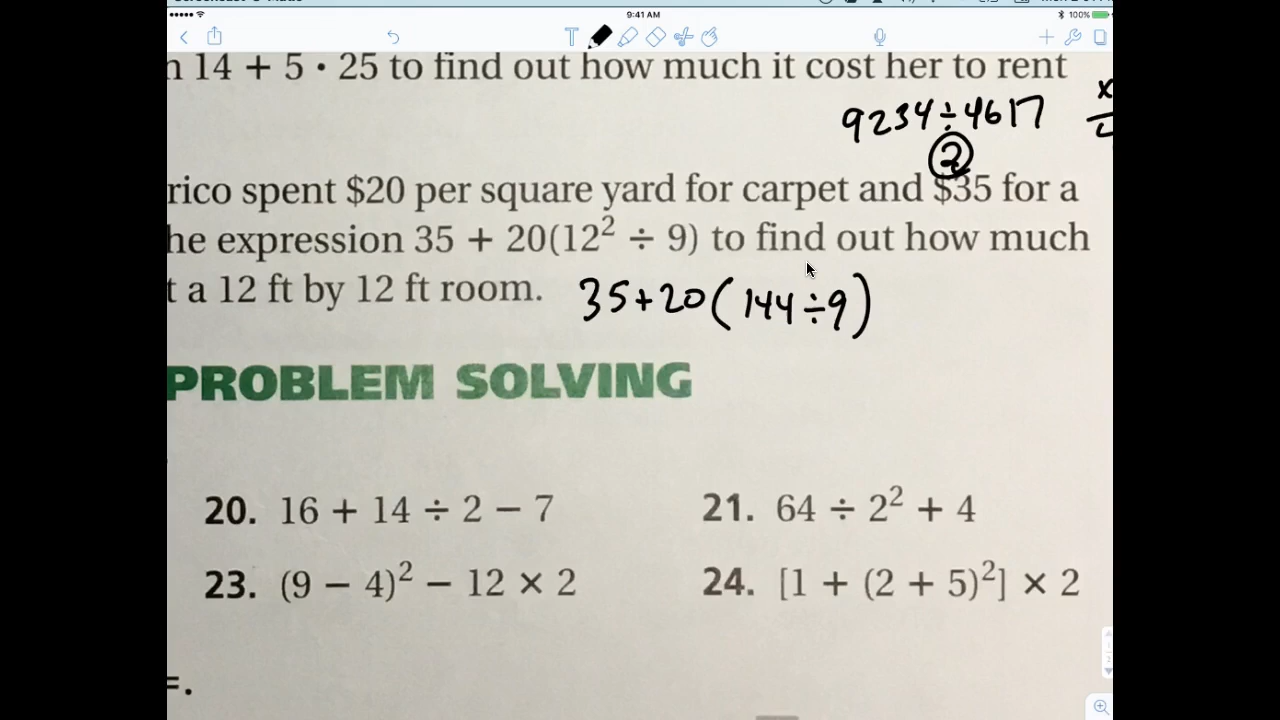 9:41 AM
100%
n 14 + 5 • 25 to find out how much it cost her to rent
9234÷4617
2
rico spent $20 per square yard for carpet and $35 for a
he expression 35 + 20(12² ÷ 9) to find out how much
t a 12 ft by 12 ft room.
35+20(144÷9)
PROBLEM SOLVING
20. 16 + 14 ÷ 2 − 7
21. 64 ÷ 2² + 4
23. (9 − 4)² − 12 × 2
24. [1 + (2 + 5)²] × 2
=.